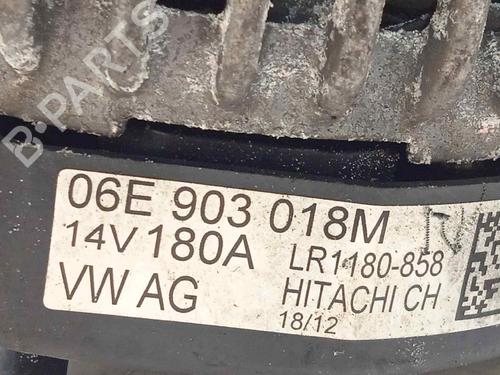 B-PARTS
06E 903 018M
14V 180A LR1180-858
VW AG HITACHI CH
18/12